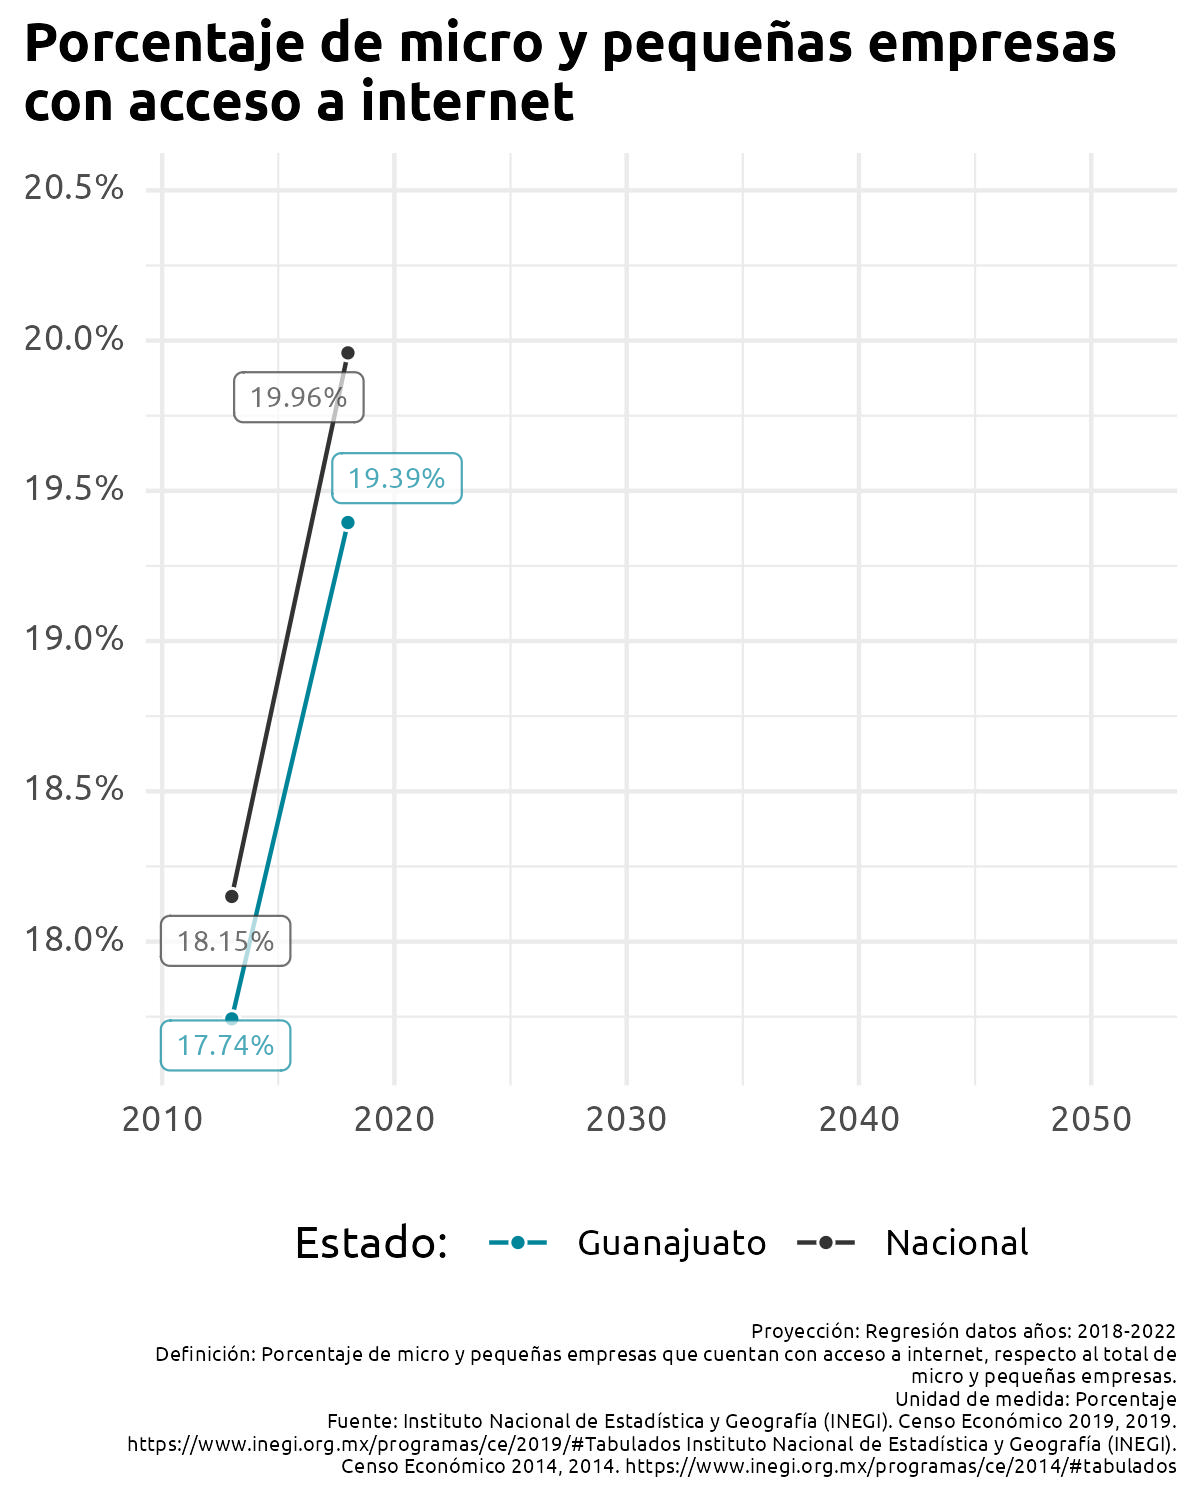 Porcentaje de micro y pequeñas empresas
con acceso a internet
20.5%
20.0%
19.96%
19.39%
19.5%
19.0%
18.5%
18.0%
18.15%
17.74%
2010 2020 2030 2040 2050
Estado: Guanajuato Nacional
Proyección: Regresión datos años: 2018-2022
Definición: Porcentaje de micro y pequeñas empresas que cuentan con acceso a internet, respecto al total de
micro y pequeñas empresas.
Unidad de medida: Porcentaje
Fuente: Instituto Nacional de Estadística y Geografía (INEGI). Censo Económico 2019, 2019.
https://www.inegi.org.mx/programas/ce/2019/#Tabulados Instituto Nacional de Estadística y Geografía (INEGI).
Censo Económico 2014, 2014. https://www.inegi.org.mx/programas/ce/2014/#tabulados